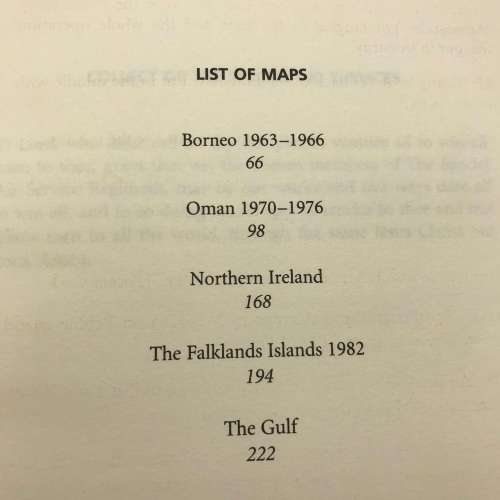 LIST OF MAPS
Borneo 1963–1966
66
Oman 1970–1976
98
Northern Ireland
168
The Falklands Islands 1982
194
The Gulf
222